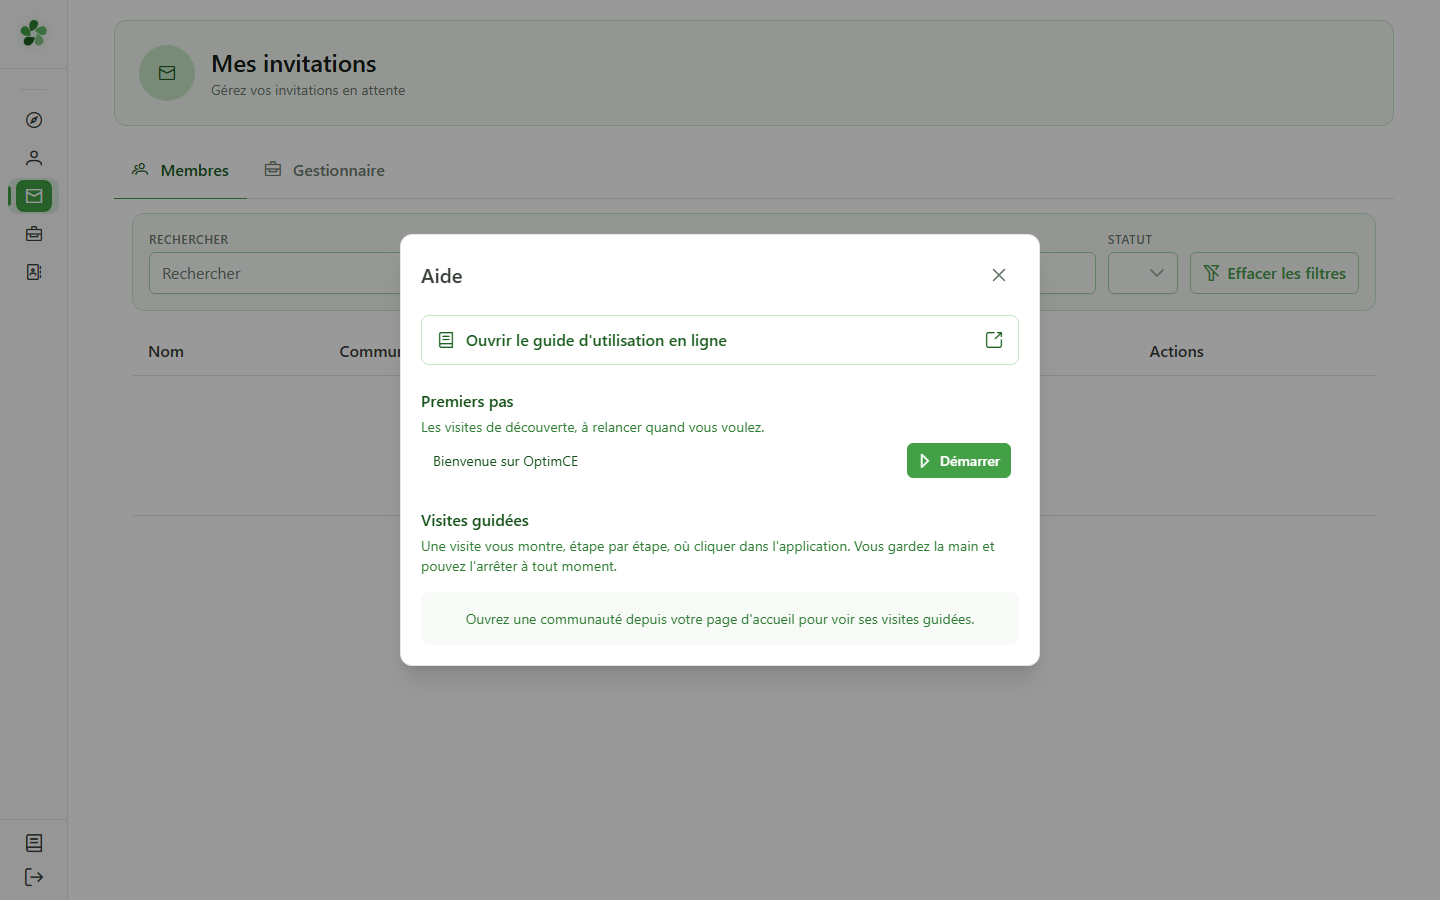 Mes invitations
Gérez vos invitations en attente
Membres
Gestionnaire
RECHERCHER
STATUT
Rechercher
Effacer les filtres
Nom
Commu
Actions
Aide
Ouvrir le guide d'utilisation en ligne
Premiers pas
Les visites de découverte, à relancer quand vous voulez.
Bienvenue sur OptimCE
Démarrer
Visites guidées
Une visite vous montre, étape par étape, où cliquer dans l'application. Vous gardez la main et
pouvez l'arrêter à tout moment.
Ouvrez une communauté depuis votre page d'accueil pour voir ses visites guidées.